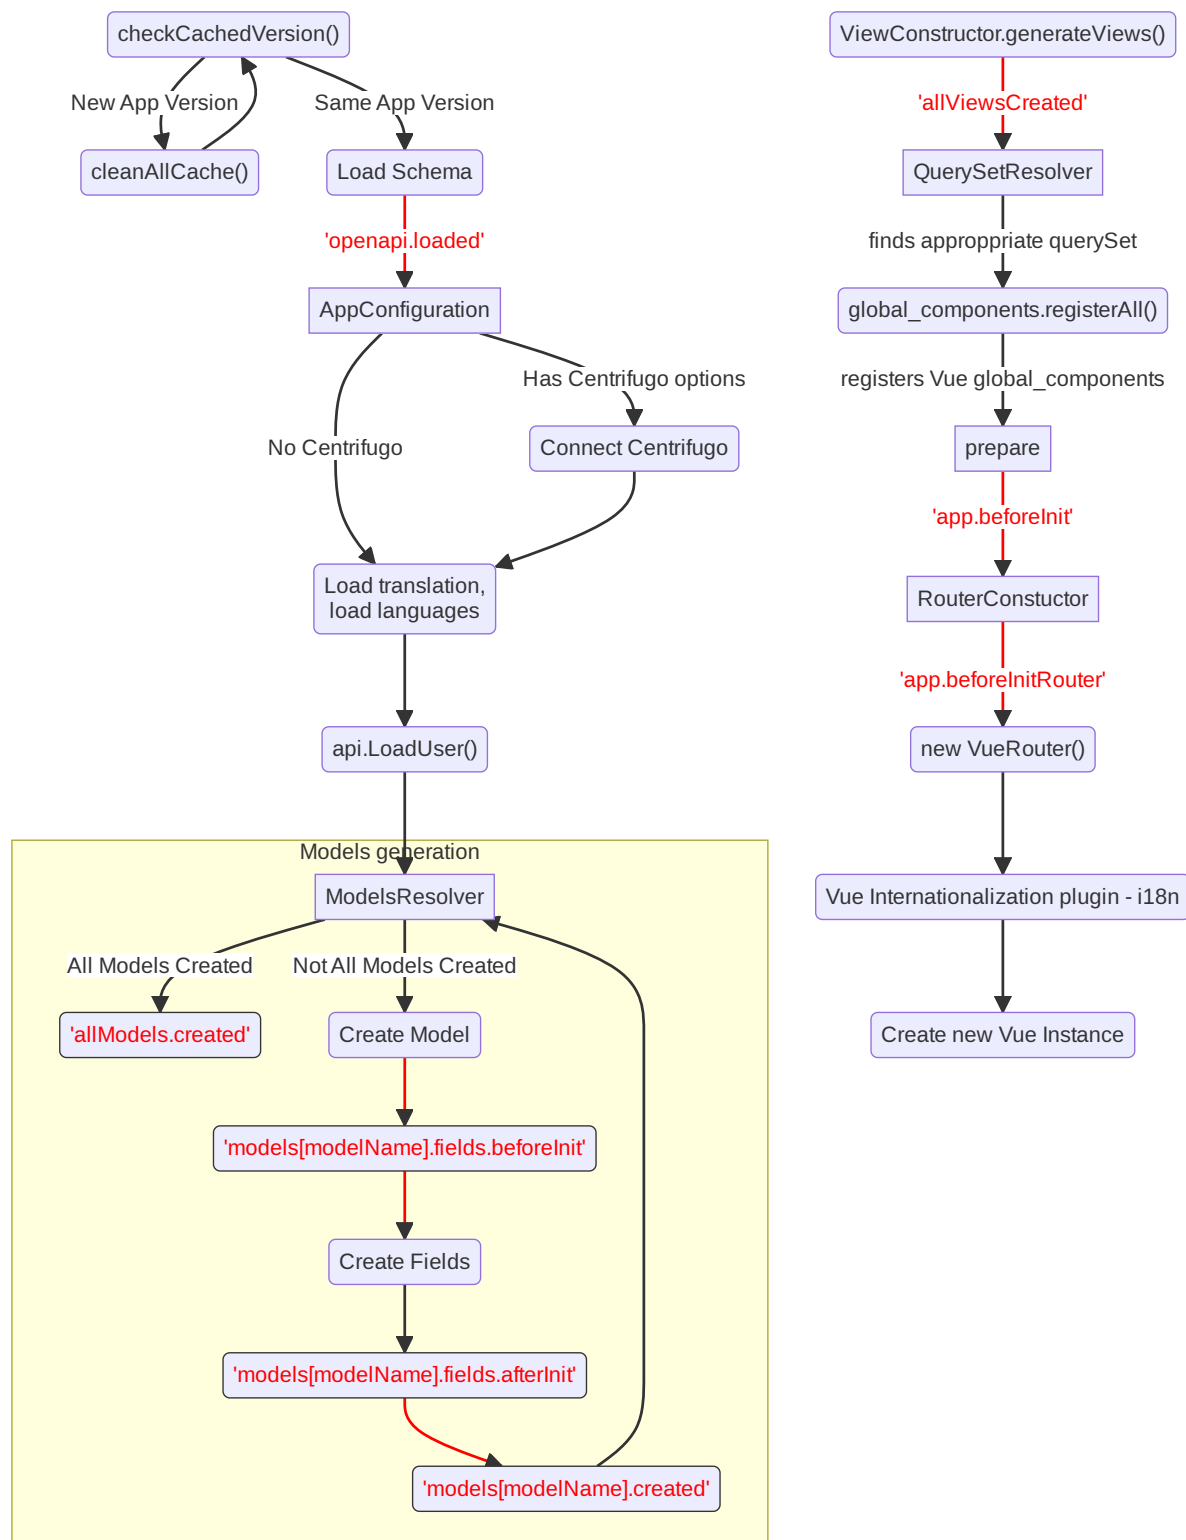 checkCachedVersion()
New App Version
Same App Version
cleanAllCache()
Load Schema
'openapi.loaded'
AppConfiguration
Has Centrifugo options
No Centrifugo
Connect Centrifugo
Load translation,
load languages
api.LoadUser()
Models generation
ModelsResolver
All Models Created
Not All Models Created
'allModels.created'
Create Model
'models[modelName].fields.beforeInit'
Create Fields
'models[modelName].fields.afterInit'
'models[modelName].created'
ViewConstructor.generateViews()
'allViewsCreated'
QuerySetResolver
finds approppriate querySet
global_components.registerAll()
registers Vue global_components
prepare
'app.beforeInit'
RouterConstuctor
'app.beforeInitRouter'
new VueRouter()
Vue Internationalization plugin - i18n
Create new Vue Instance